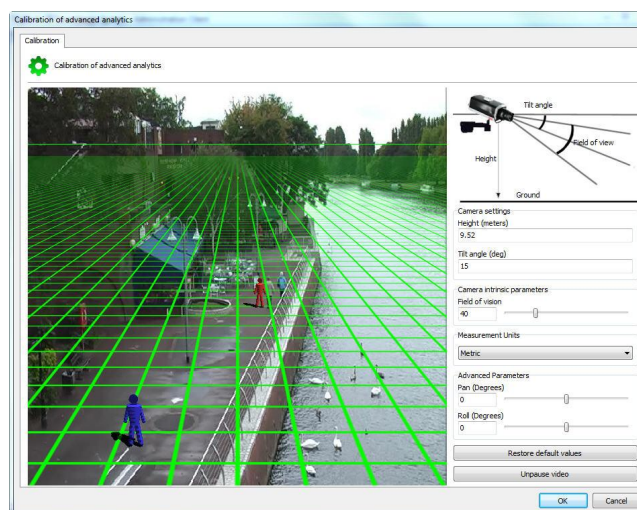 Calibration of advanced analytics
Calibration
Calibration of advanced analytics
Tilt angle
Field of view
Height
Ground
Camera settings
Height (meters)
9.52
Tilt angle (deg)
15
Camera intrinsic parameters
Field of vision
40
Measurement Units
Metric
Advanced Parameters
Pan (Degrees)
0
Roll (Degrees)
0
Restore default values
Unpause video
OK
Cancel